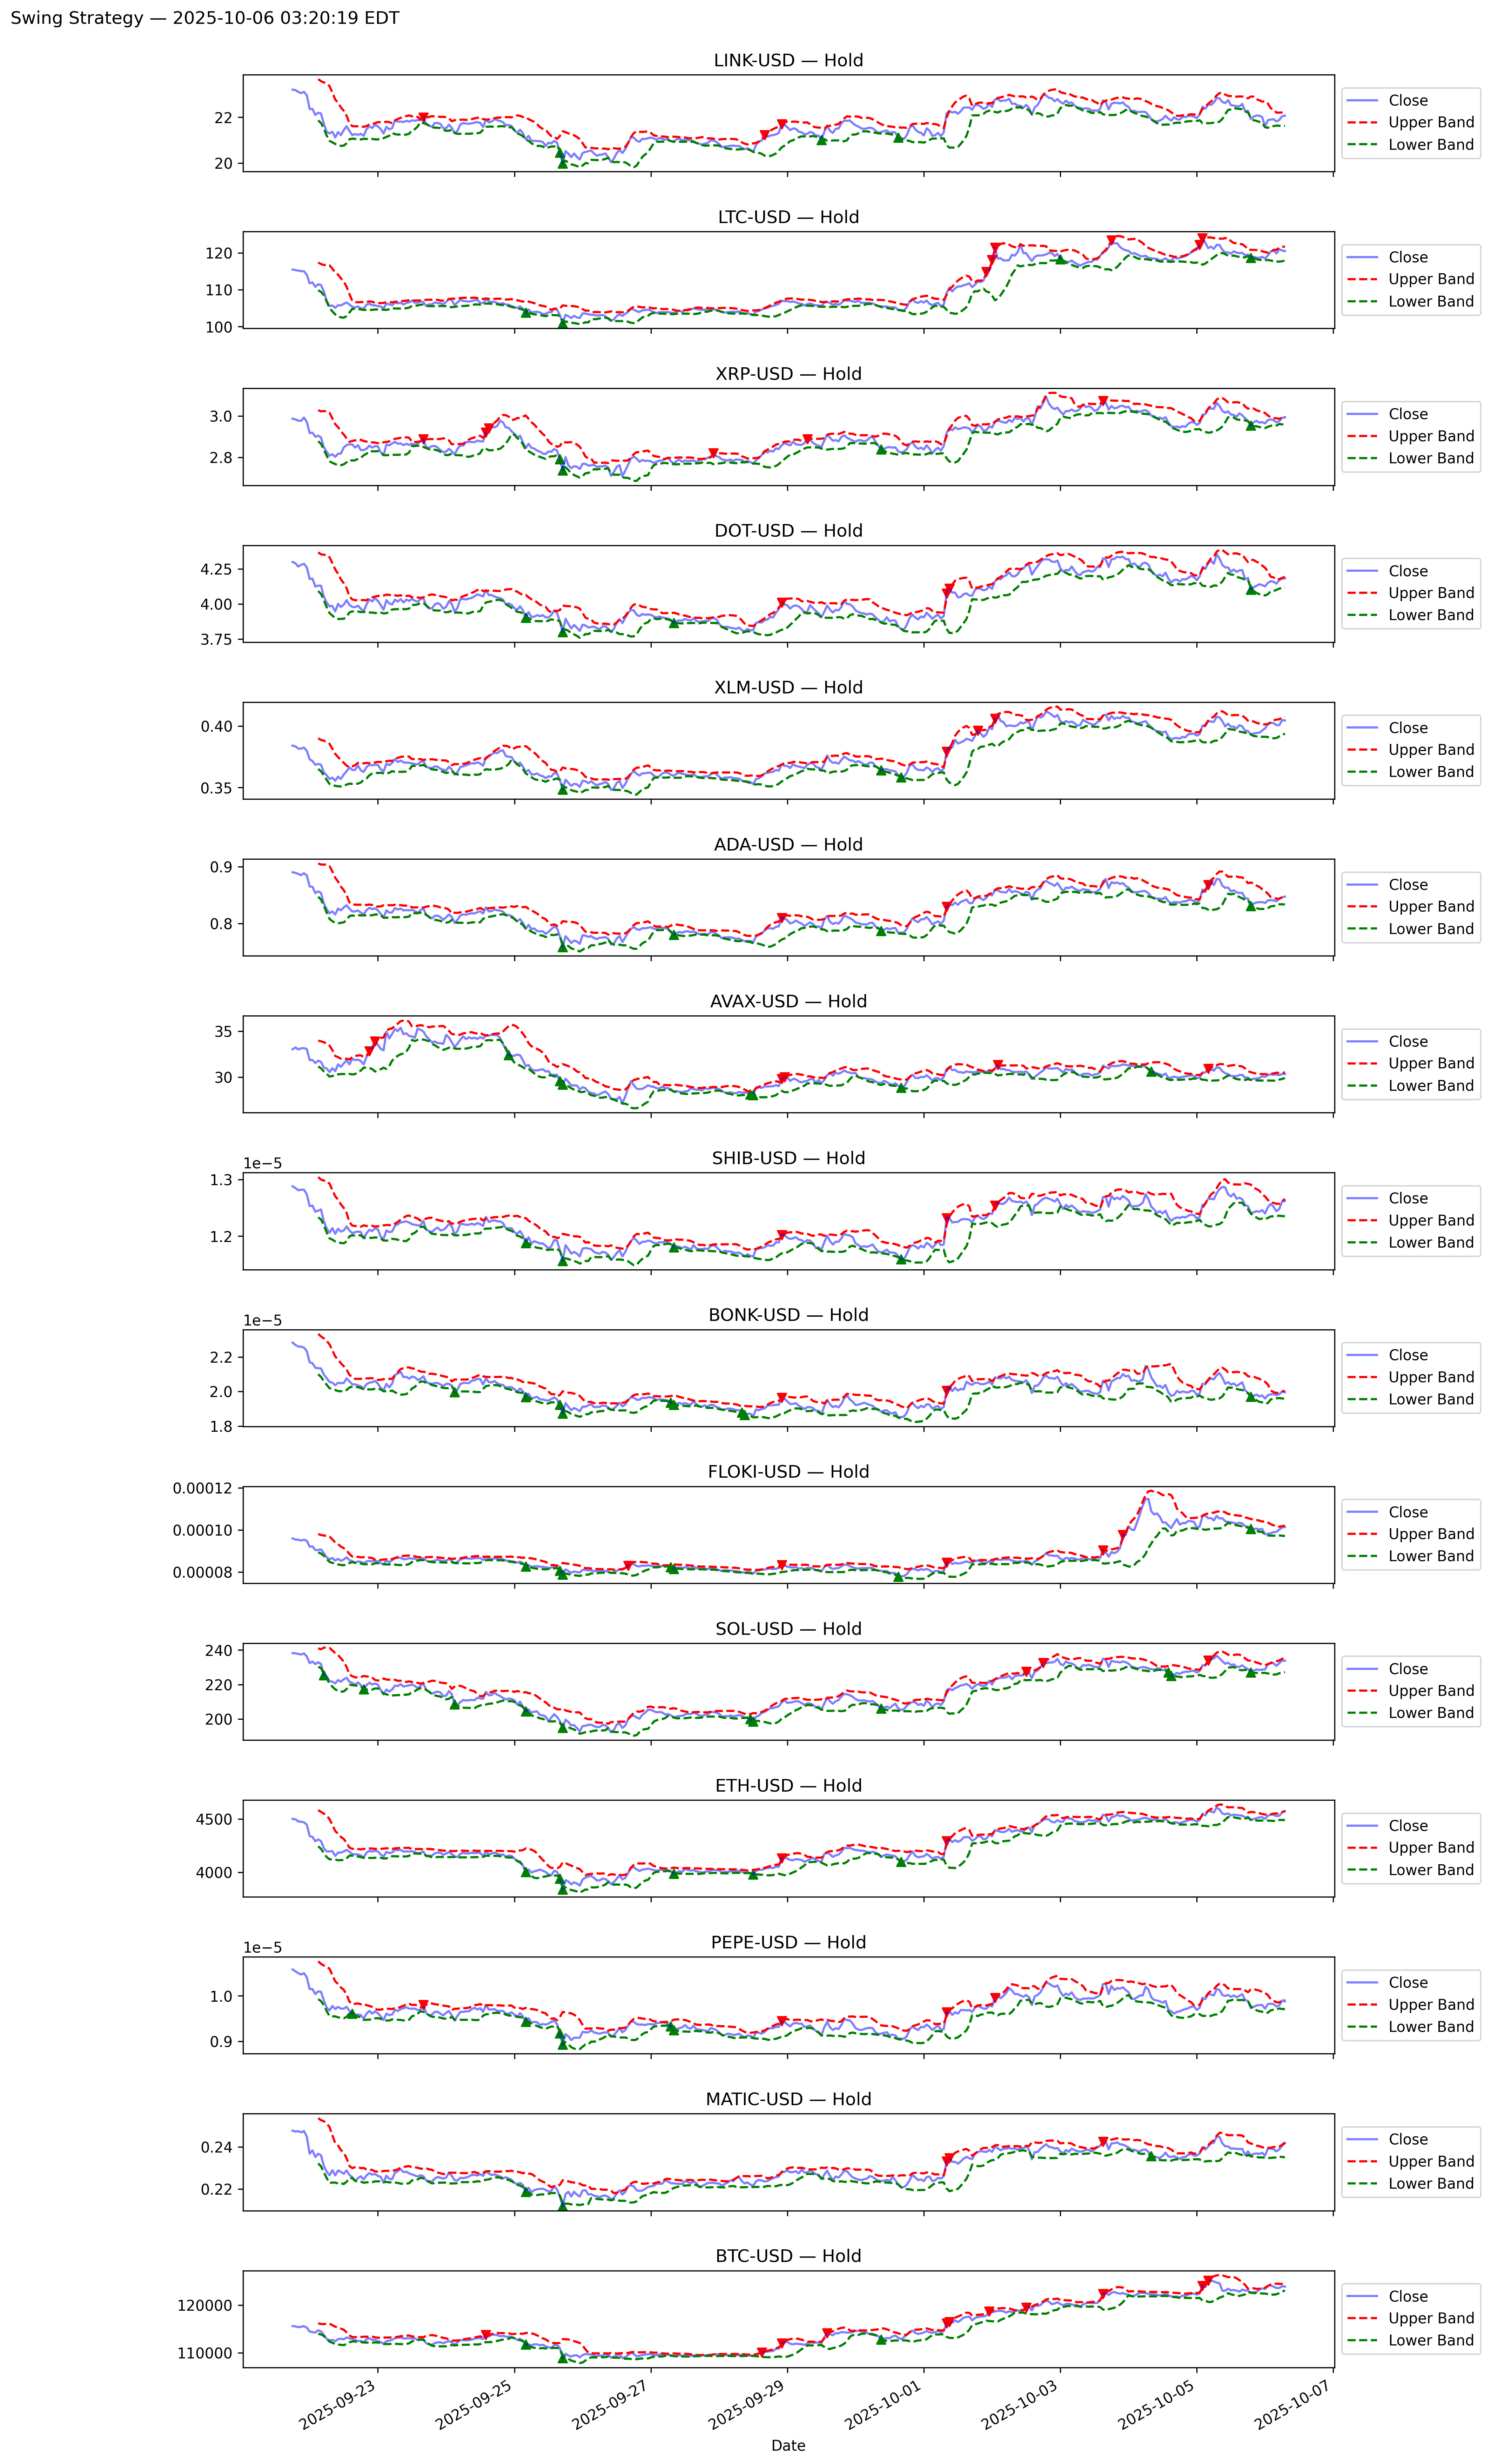 Swing Strategy — 2025-10-06 03:20:19 EDT
LINK-USD — Hold
22
20
Close
Upper Band
Lower Band
LTC-USD — Hold
120
110
100
Close
Upper Band
Lower Band
XRP-USD — Hold
3.0
2.8
Close
Upper Band
Lower Band
DOT-USD — Hold
4.25
4.00
3.75
Close
Upper Band
Lower Band
XLM-USD — Hold
0.40
0.35
Close
Upper Band
Lower Band
ADA-USD — Hold
0.9
0.8
Close
Upper Band
Lower Band
AVAX-USD — Hold
35
30
Close
Upper Band
Lower Band
SHIB-USD — Hold
1e−5
1.3
1.2
Close
Upper Band
Lower Band
BONK-USD — Hold
1e−5
2.2
2.0
1.8
Close
Upper Band
Lower Band
FLOKI-USD — Hold
0.00012
0.00010
0.00008
Close
Upper Band
Lower Band
SOL-USD — Hold
240
220
200
Close
Upper Band
Lower Band
ETH-USD — Hold
4500
4000
Close
Upper Band
Lower Band
PEPE-USD — Hold
1e−5
1.0
0.9
Close
Upper Band
Lower Band
MATIC-USD — Hold
0.24
0.22
Close
Upper Band
Lower Band
BTC-USD — Hold
120000
110000
Close
Upper Band
Lower Band
2025-09-23
2025-09-25
2025-09-27
2025-09-29
2025-10-01
2025-10-03
2025-10-05
2025-10-07
Date